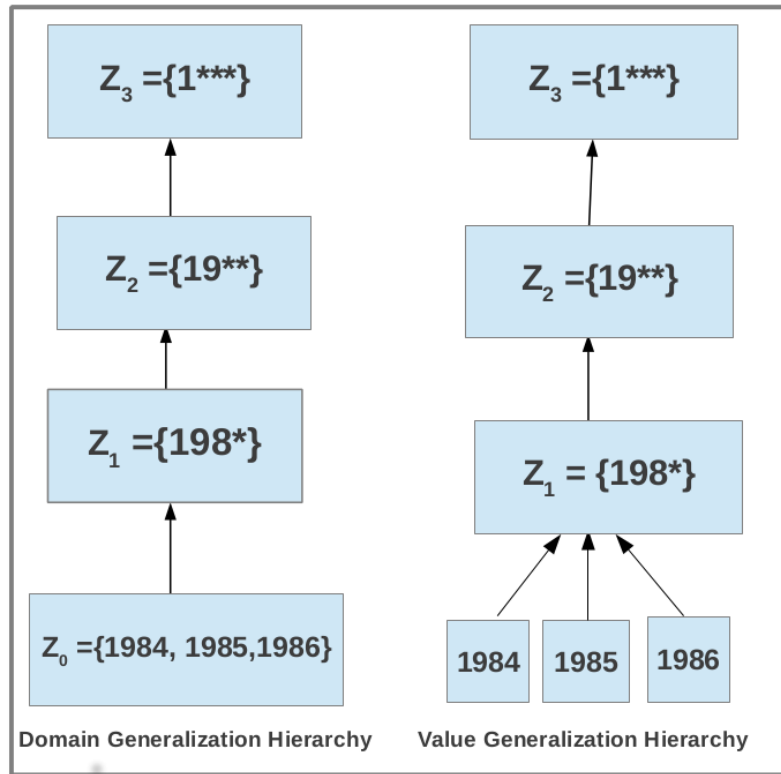 Z3 ={1***}
Z2 ={19**}
Z1 ={198*}
Z0 ={1984, 1985,1986}
Domain Generalization Hierarchy
Z3 ={1***}
Z2 ={19**}
Z1 = {198*}
1984
1985
1986
Value Generalization Hierarchy